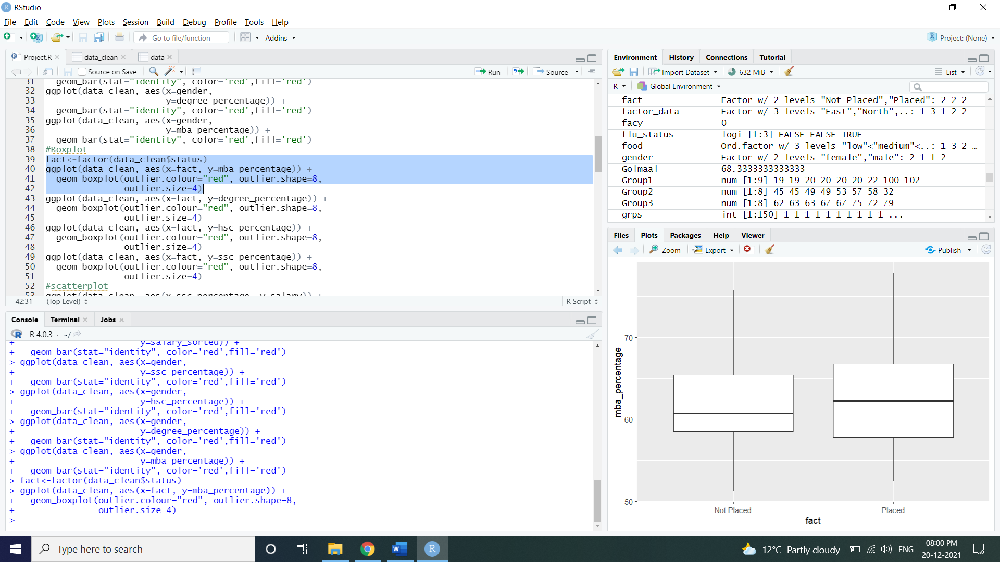 RStudio
File Edit Code View Plots Session Build Debug Profile Tools Help
Go to file/function Addins Project: (None)
Project.R data_clean data
Source on Save Run Source
31 geom_bar(stat="identity", color='red',fill='red')
32 ggplot(data_clean, aes(x=gender,
33 y=degree_percentage)) +
34 geom_bar(stat="identity", color='red',fill='red')
35 ggplot(data_clean, aes(x=gender,
36 y=mba_percentage)) +
37 geom_bar(stat="identity", color='red',fill='red')
38 #Boxplot
39 fact<-factor(data_clean$status)
40 ggplot(data_clean, aes(x=fact, y=mba_percentage)) +
41 geom_boxplot(outlier.colour="red", outlier.shape=8,
42 outlier.size=4)
43 ggplot(data_clean, aes(x=fact, y=degree_percentage)) +
44 geom_boxplot(outlier.colour="red", outlier.shape=8,
45 outlier.size=4)
46 ggplot(data_clean, aes(x=fact, y=hsc_percentage)) +
47 geom_boxplot(outlier.colour="red", outlier.shape=8,
48 outlier.size=4)
49 ggplot(data_clean, aes(x=fact, y=ssc_percentage)) +
50 geom_boxplot(outlier.colour="red", outlier.shape=8,
51 outlier.size=4)
52 #scatterplot
53 ggplot(data_clean, aes(x=ssc_percentage, y=salary)) +
42:31 (Top Level) R Script
Console Terminal Jobs
R 4.0.3 · ~/
+ y=salary_sorted)) +
+ geom_bar(stat="identity", color='red',fill='red')
> ggplot(data_clean, aes(x=gender,
+ y=ssc_percentage)) +
+ geom_bar(stat="identity", color='red',fill='red')
> ggplot(data_clean, aes(x=gender,
+ y=hsc_percentage)) +
+ geom_bar(stat="identity", color='red',fill='red')
> ggplot(data_clean, aes(x=gender,
+ y=degree_percentage)) +
+ geom_bar(stat="identity", color='red',fill='red')
> ggplot(data_clean, aes(x=gender,
+ y=mba_percentage)) +
+ geom_bar(stat="identity", color='red',fill='red')
> fact<-factor(data_clean$status)
> ggplot(data_clean, aes(x=fact, y=mba_percentage)) +
+ geom_boxplot(outlier.colour="red", outlier.shape=8,
+ outlier.size=4)
>
Environment History Connections Tutorial
Import Dataset 632 MiB List
R Global Environment
fact Factor w/ 2 levels "Not Placed","Placed": 2 2 2 …
factor_data Factor w/ 3 levels "East","North",..: 1 3 1 2 2 …
facy 0
flu_status logi [1:3] FALSE FALSE TRUE
food Ord.factor w/ 3 levels "low"<"medium"<..: 1 3 2 …
gender Factor w/ 2 levels "female","male": 2 1 1 2
Golmaal 68.3333333333333
Group1 num [1:9] 19 19 20 20 20 20 22 100 102
Group2 num [1:8] 45 45 49 49 53 57 58 32
Group3 num [1:8] 62 63 63 67 67 75 72 79
grps int [1:150] 1 1 1 1 1 1 1 1 1 1 ...
Files Plots Packages Help Viewer
Zoom Export Publish
mba_percentage
70
60
50
Not Placed Placed
fact
Type here to search
W R
12°C Partly cloudy ENG
08:00 PM
20-12-2021